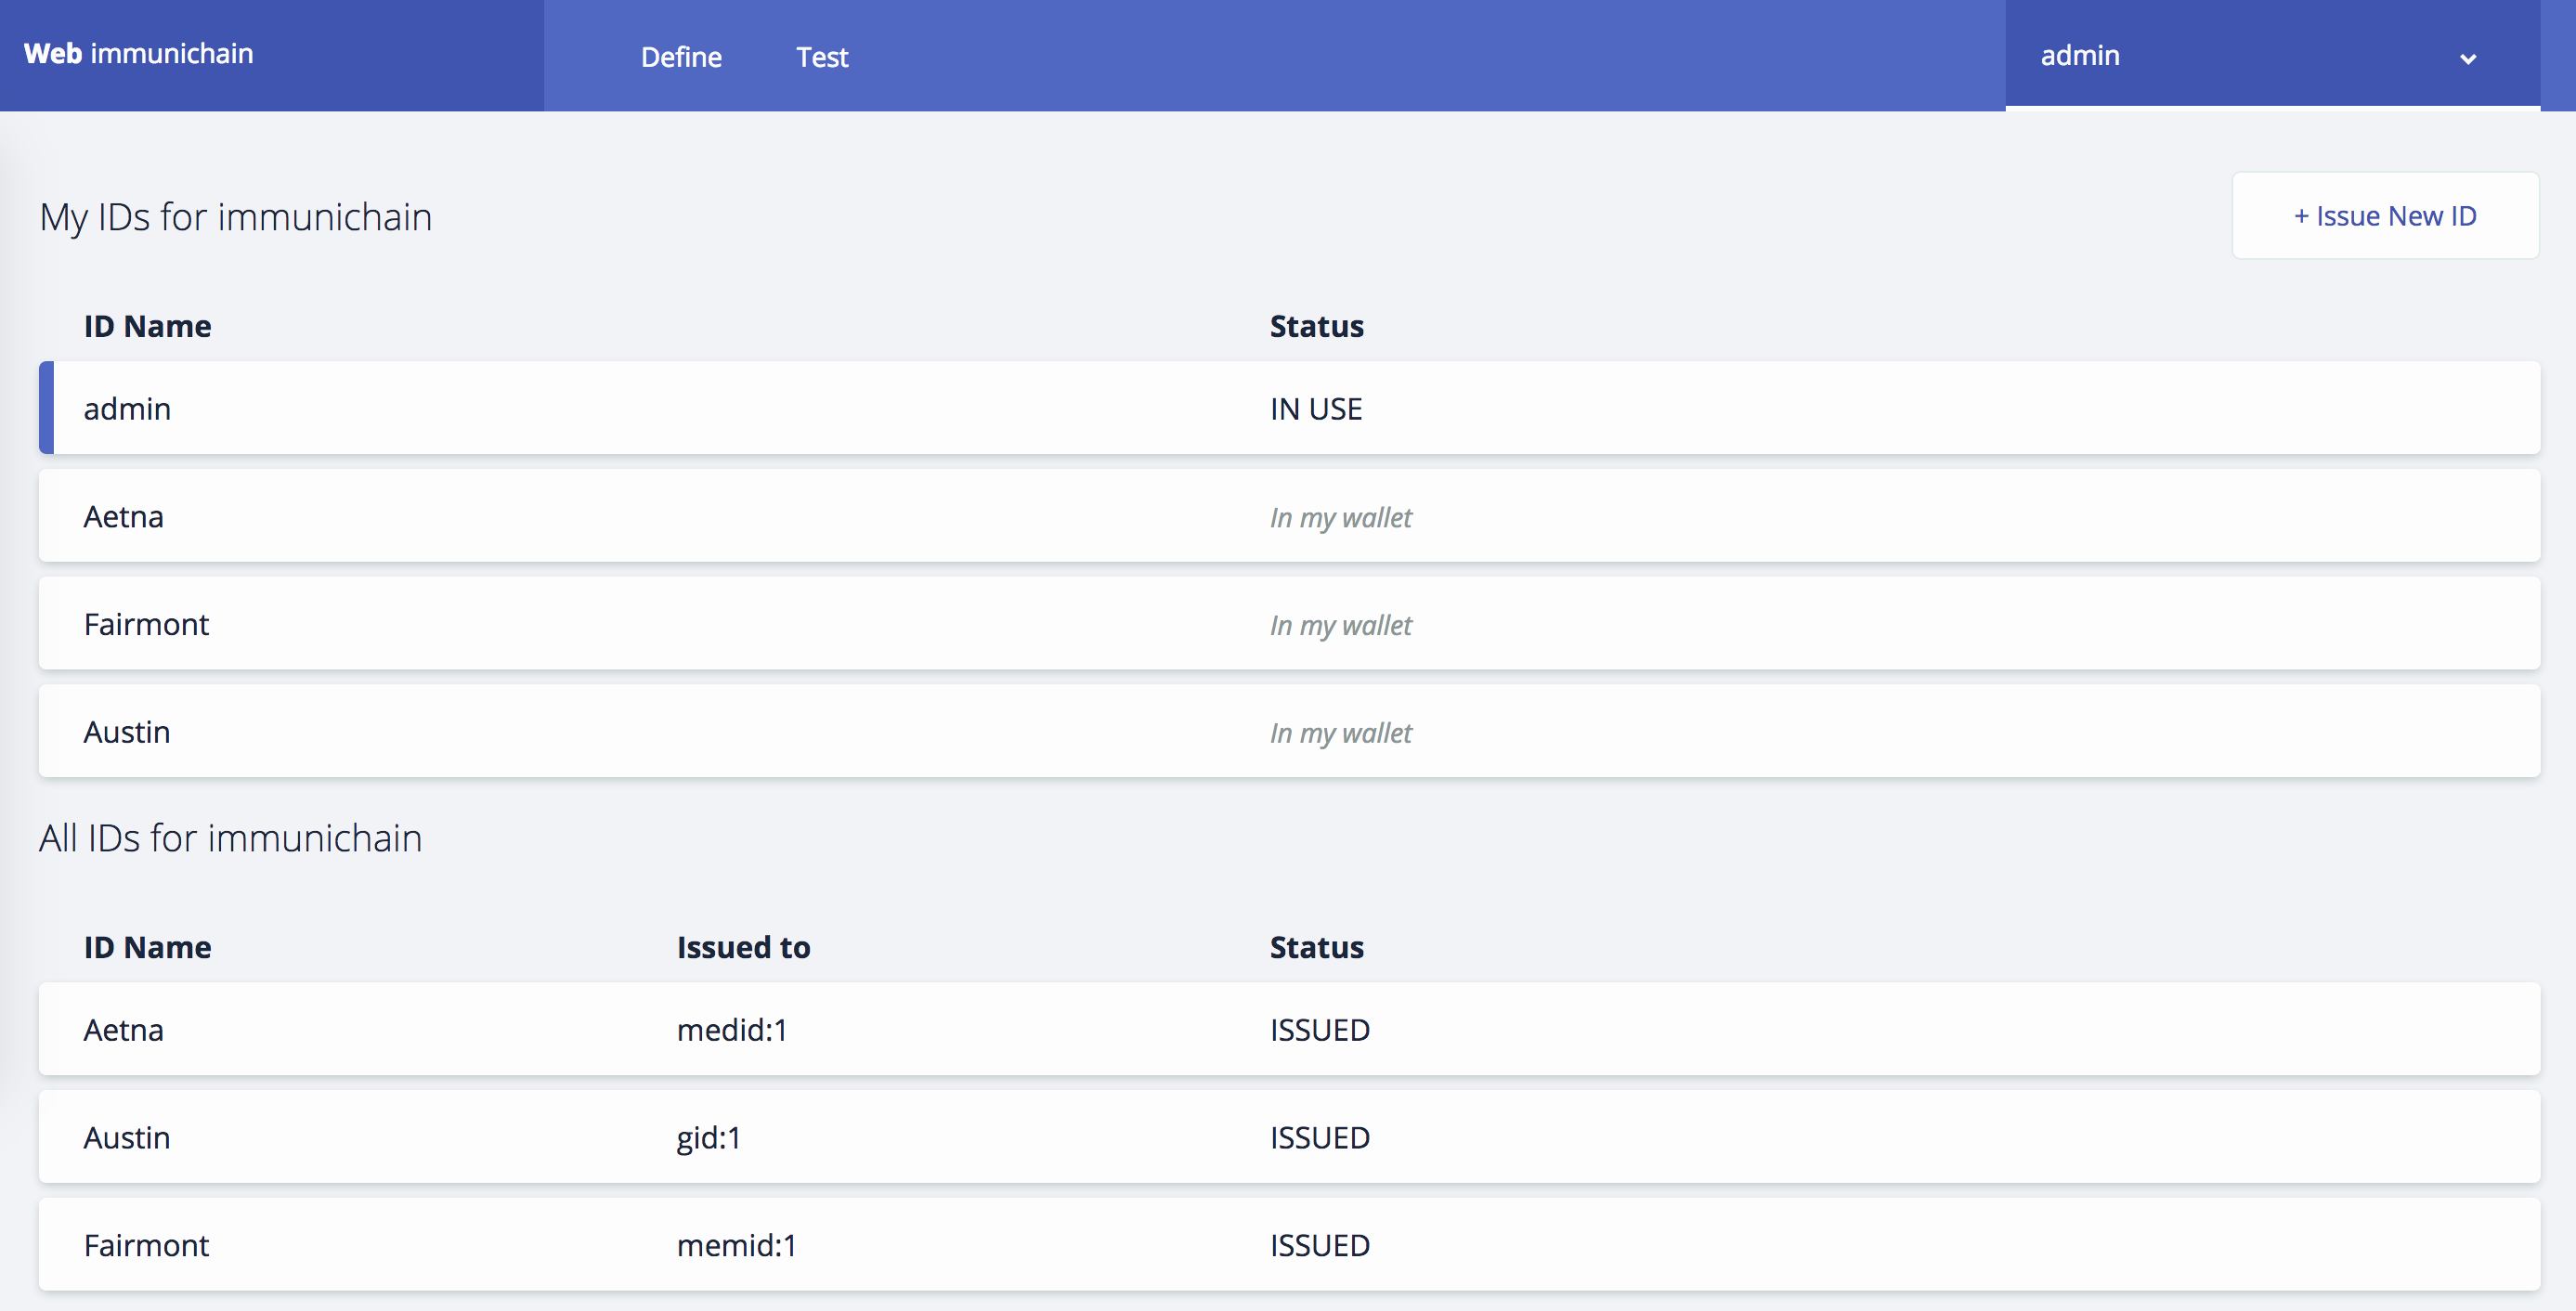 Web immunichain Define Test admin
My IDs for immunichain + Issue New ID
ID Name Status
admin IN USE
Aetna In my wallet
Fairmont In my wallet
Austin In my wallet
All IDs for immunichain
ID Name Issued to Status
Aetna medid:1 ISSUED
Austin gid:1 ISSUED
Fairmont memid:1 ISSUED